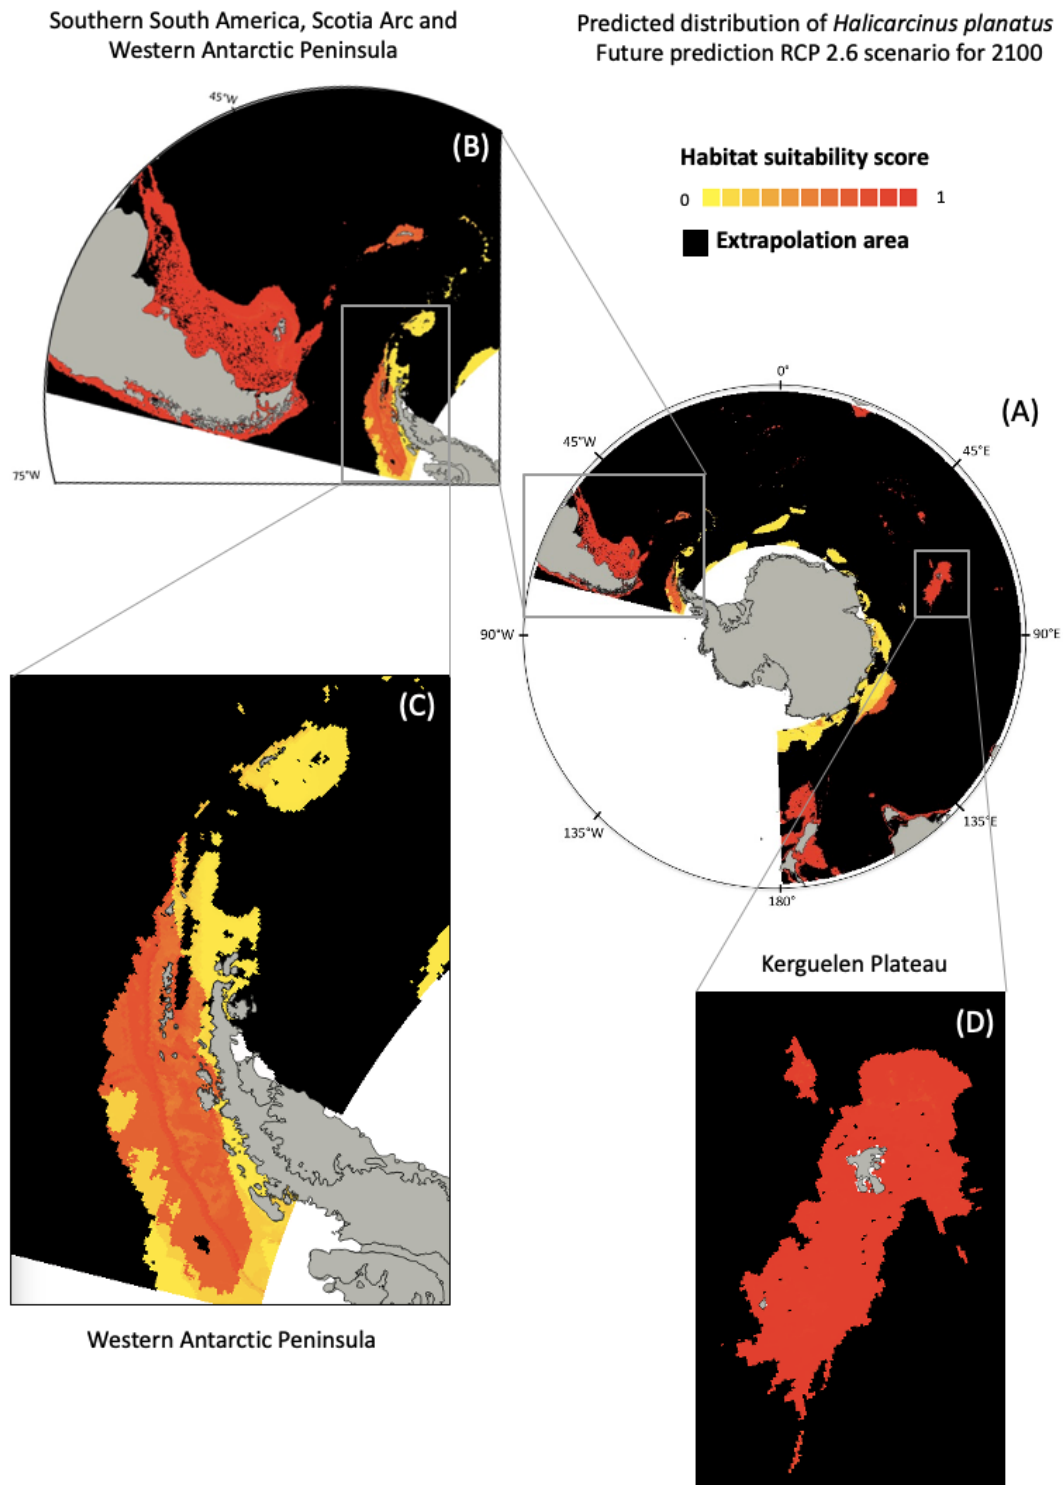 Southern South America, Scotia Arc and
Western Antarctic Peninsula
Predicted distribution of Halicarcinus planatus
Future prediction RCP 2.6 scenario for 2100
45°W
(B)
Habitat suitability score
0 1
Extrapolation area
75°W
0°
(A)
45°W
45°E
90°W
90°E
(C)
135°W
135°E
180°
Kerguelen Plateau
(D)
Western Antarctic Peninsula